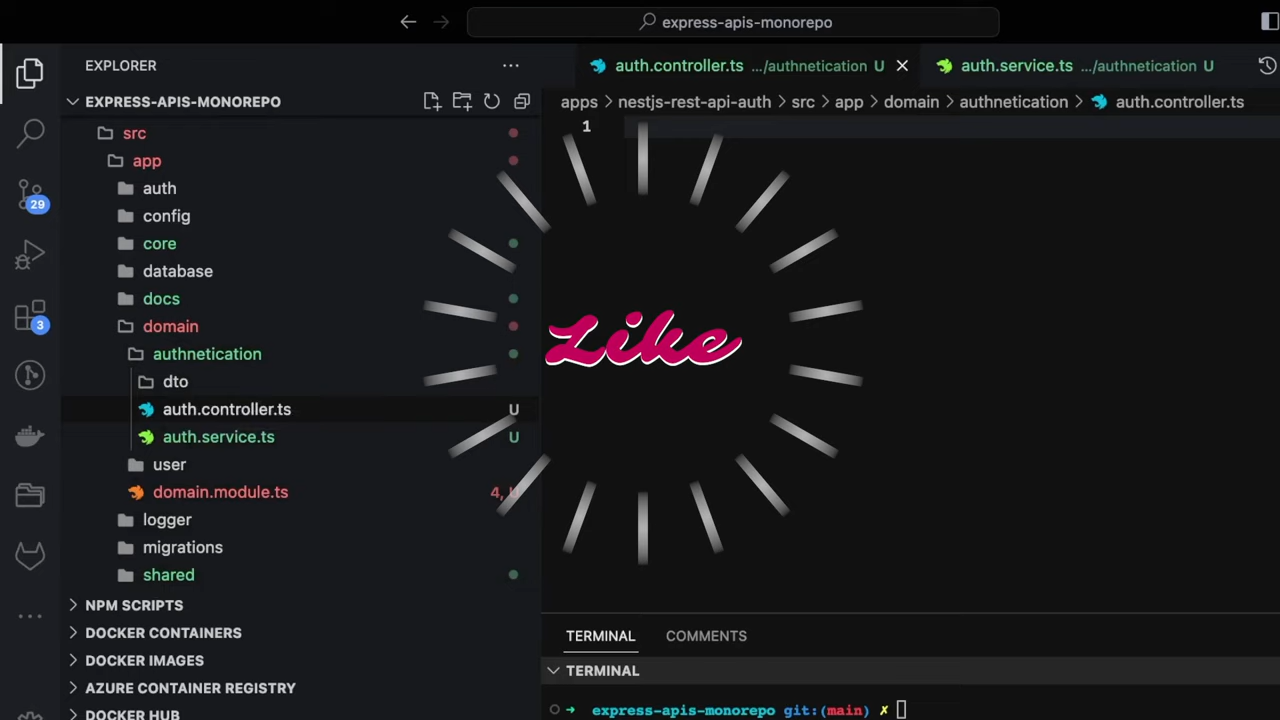 express-apis-monorepo
EXPLORER
EXPRESS-APIS-MONOREPO
src
app
auth
config
core
database
docs
domain
authnetication
dto
auth.controller.ts U
auth.service.ts U
user
domain.module.ts 4, U
logger
migrations
shared
NPM SCRIPTS
DOCKER CONTAINERS
DOCKER IMAGES
AZURE CONTAINER REGISTRY
DOCKER HUB
29
3
auth.controller.ts .../authnetication U
auth.service.ts .../authnetication U
apps > nestjs-rest-api-auth > src > app > domain > authnetication > auth.controller.ts
1
Like
TERMINAL COMMENTS
TERMINAL
express-apis-monorepo git:(main) ✗